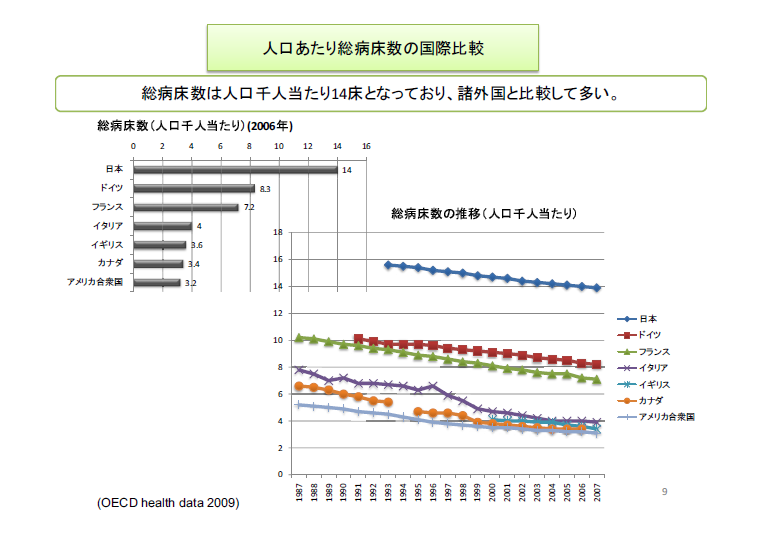 人口あたり総病床数の国際比較
総病床数は人口千人当たり14床となっており、諸外国と比較して多い。
総病床数（人口千人当たり）(2006年)
0 2 4 6 8 10 12 14 16
日本 14
ドイツ 8.3
フランス 7.2
イタリア 4
イギリス 3.6
カナダ 3.4
アメリカ合衆国 3.2
総病床数の推移（人口千人当たり）
18
16
14
12
10
8
6
4
2
0
1987 1988 1989 1990 1991 1992 1993 1994 1995 1996 1997 1998 1999 2000 2001 2002 2003 2004 2005 2006 2007
日本
ドイツ
フランス
イタリア
イギリス
カナダ
アメリカ合衆国
(OECD health data 2009)
9